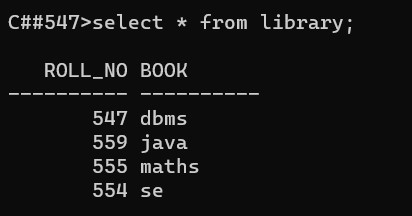 C##547>select * from library;
ROLL_NO BOOK
---------- ----------
547 dbms
559 java
555 maths
554 se